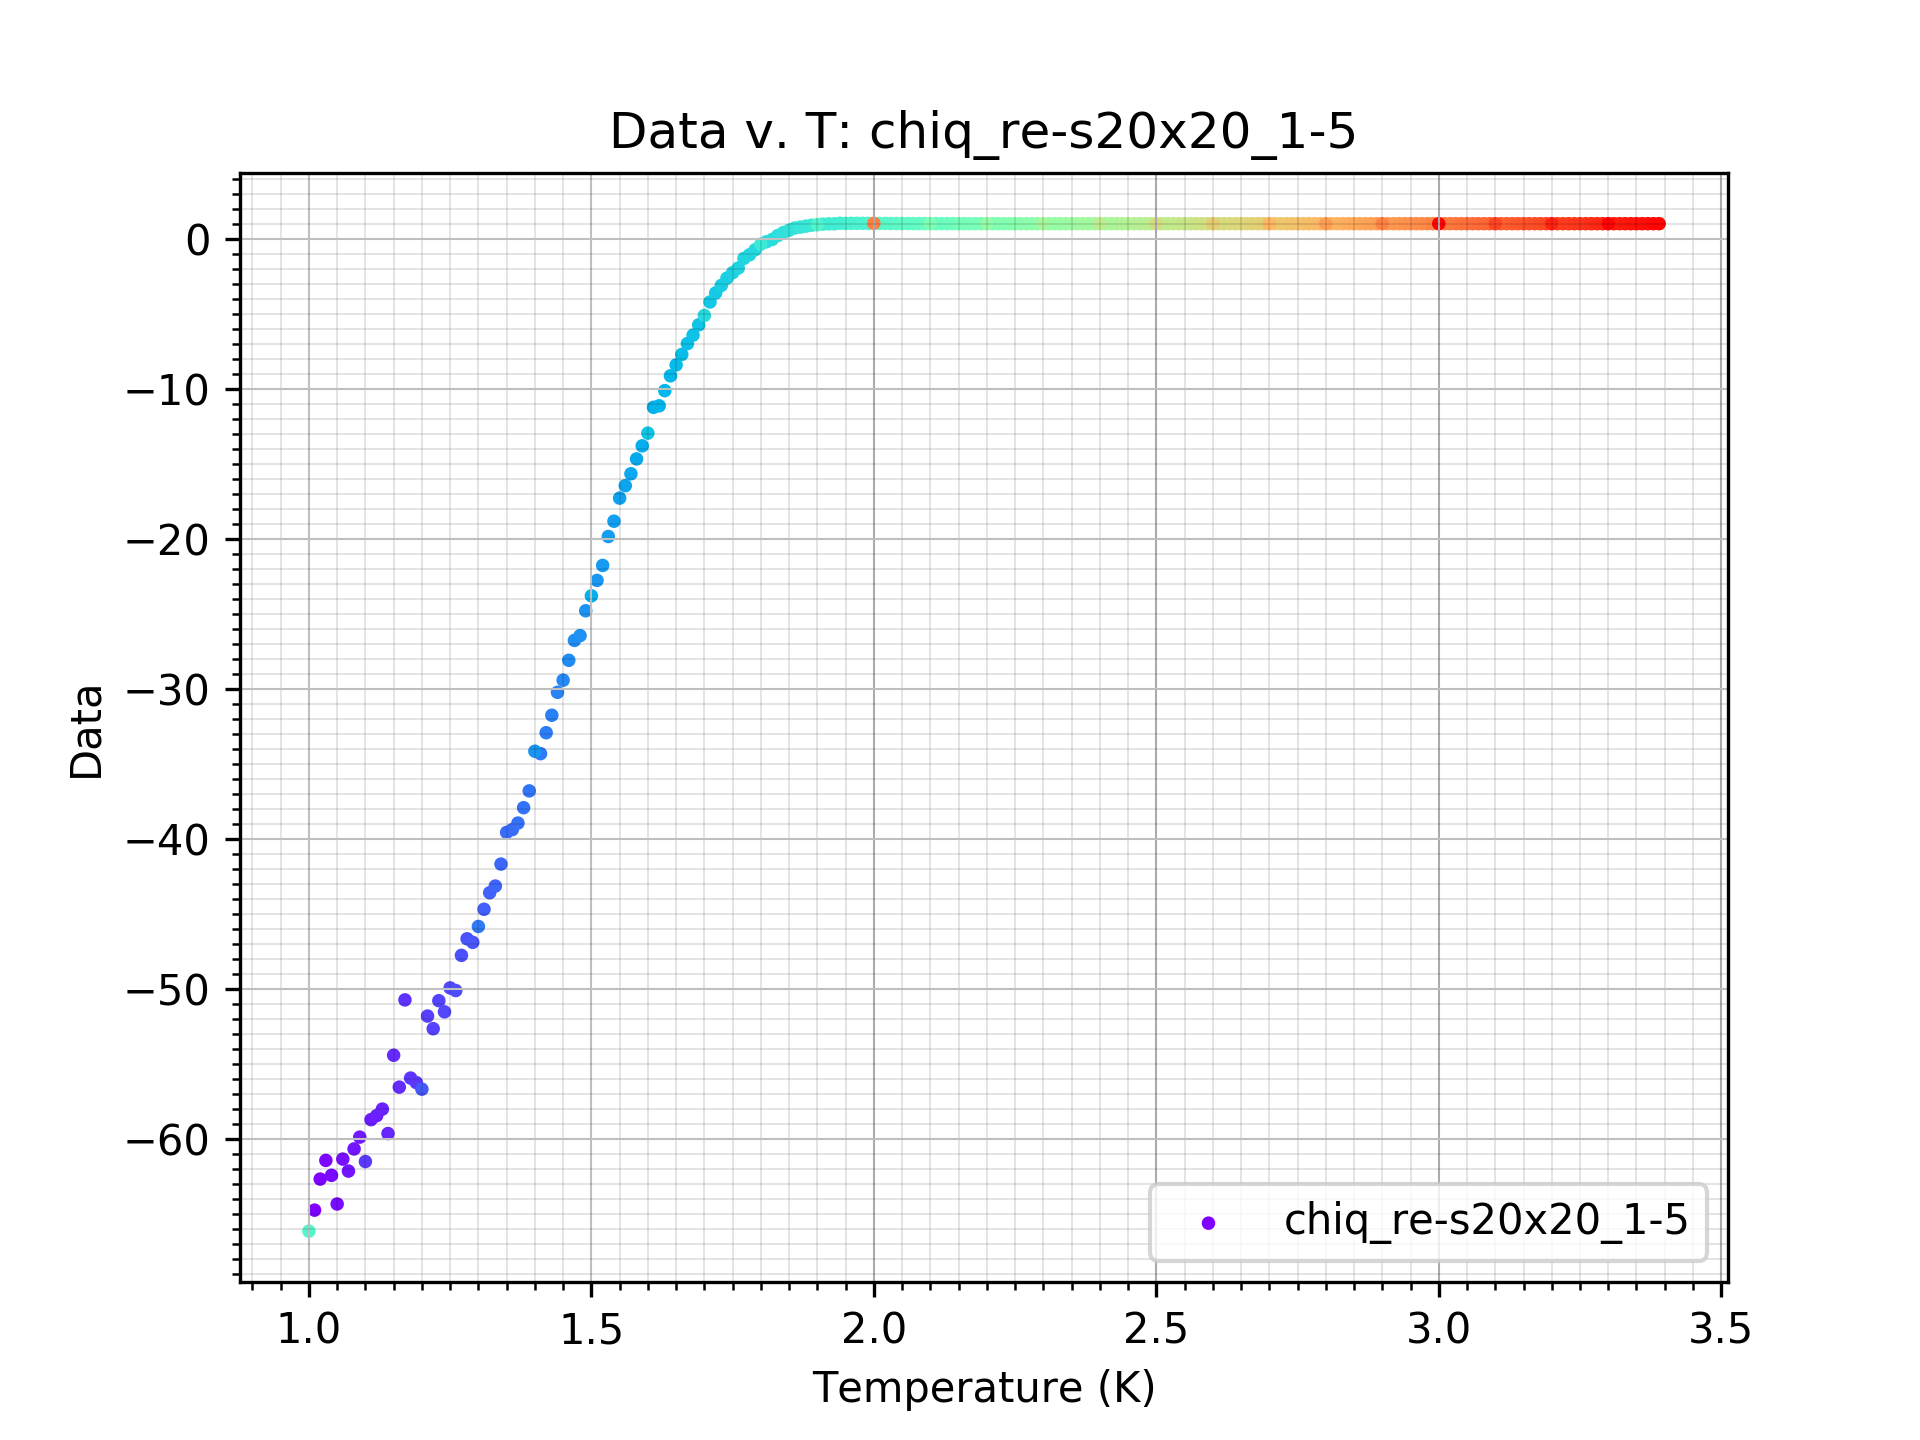 Data v. T: chiq_re-s20x20_1-5
0
−10
−20
−30
−40
−50
−60
Data
chiq_re-s20x20_1-5
1.0 1.5 2.0 2.5 3.0 3.5
Temperature (K)